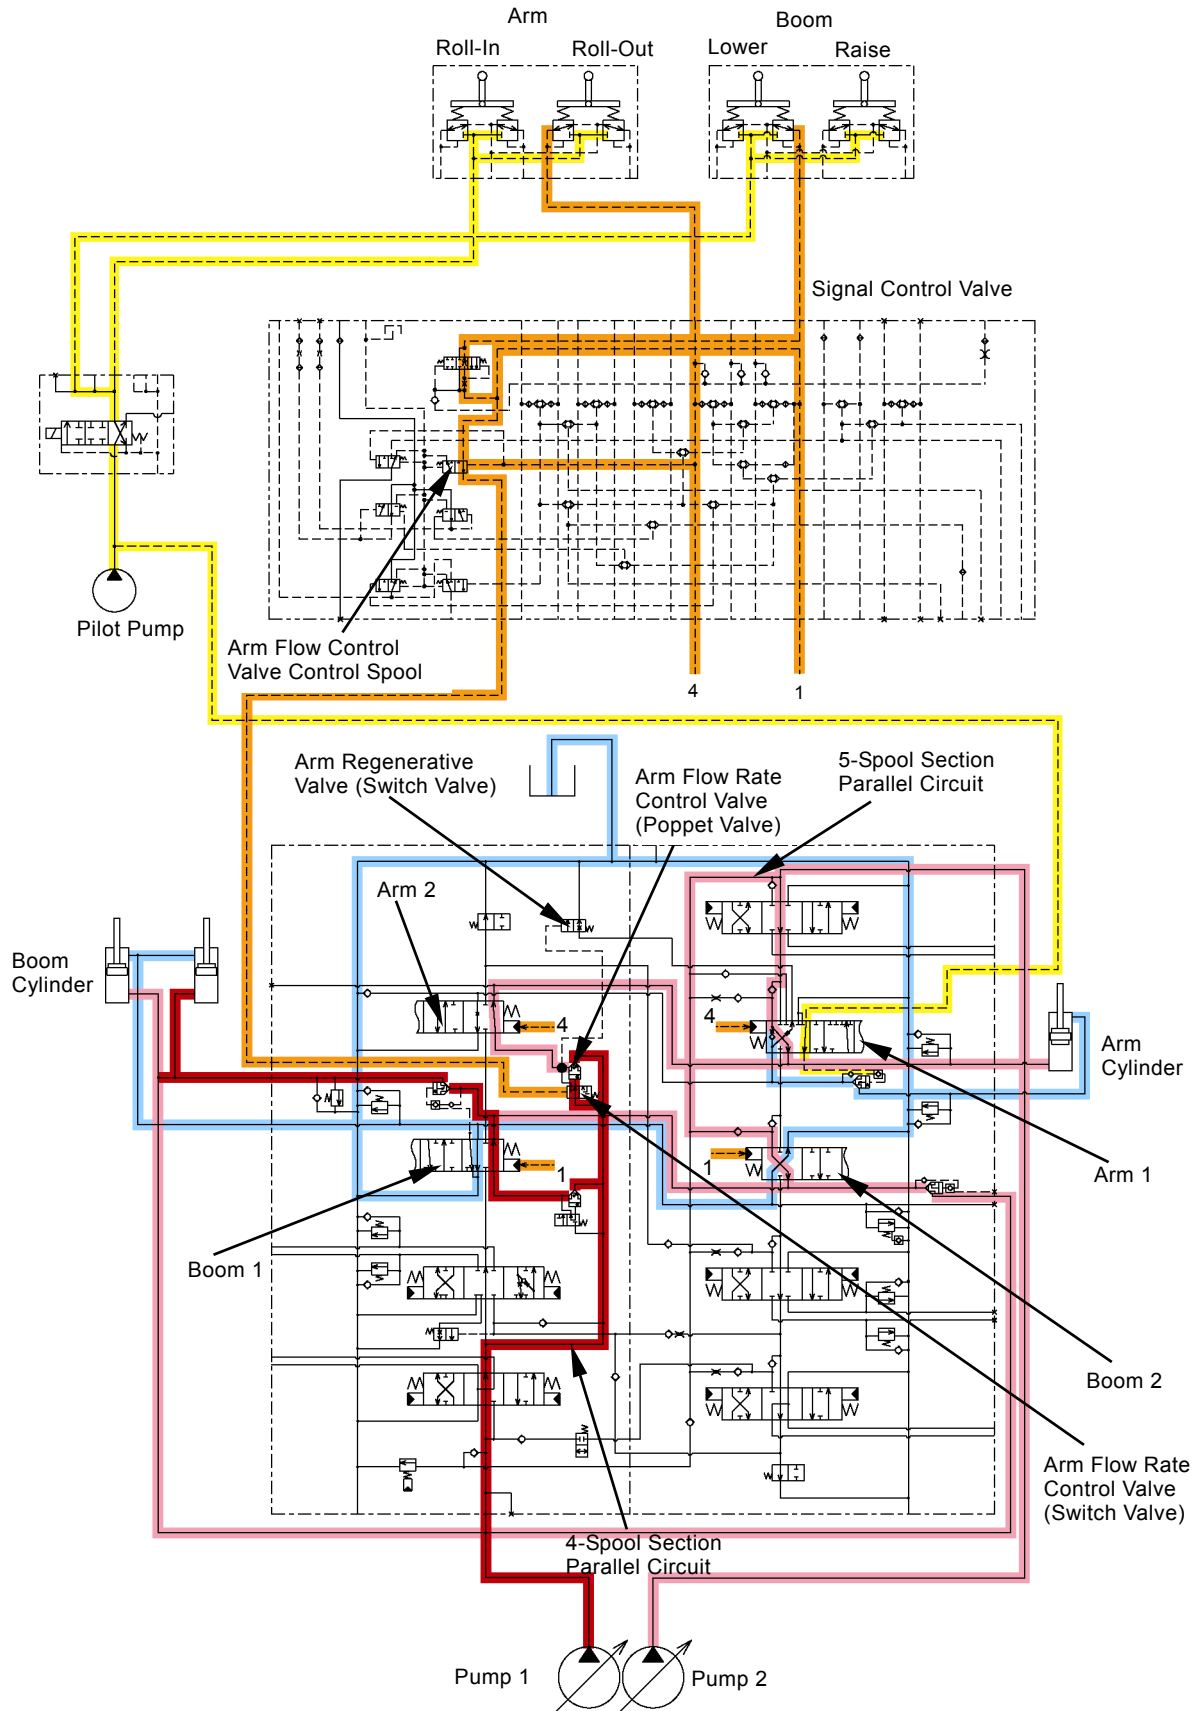 Arm
Boom
Roll-In
Roll-Out
Lower
Raise
Signal Control Valve
Pilot Pump
Arm Flow Control
Valve Control Spool
4
1
Arm Regenerative
Valve (Switch Valve)
Arm Flow Rate
Control Valve
(Poppet Valve)
5-Spool Section
Parallel Circuit
Arm 2
Boom
Cylinder
4
4
Arm
Cylinder
1
1
Arm 1
Boom 1
Boom 2
Arm Flow Rate
Control Valve
(Switch Valve)
4-Spool Section
Parallel Circuit
Pump 1
Pump 2